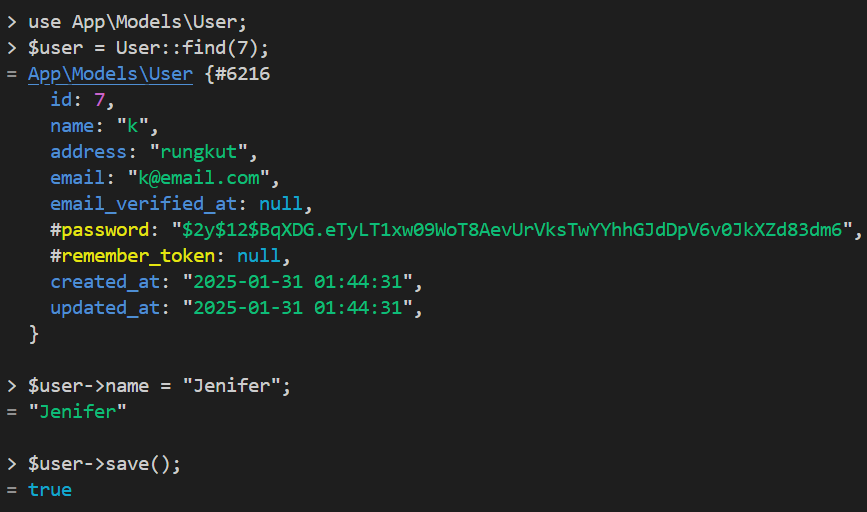 > use App\Models\User;
> $user = User::find(7);
= App\Models\User {#6216
id: 7,
name: "k",
address: "rungkut",
email: "k@email.com",
email_verified_at: null,
#password: "$2y$12$BqXDG.eTyLT1xw09WoT8AevUrVksTwYYhhGJdDpV6v0JkXZd83dm6",
#remember_token: null,
created_at: "2025-01-31 01:44:31",
updated_at: "2025-01-31 01:44:31",
}
> $user->name = "Jenifer";
= "Jenifer"
> $user->save();
= true